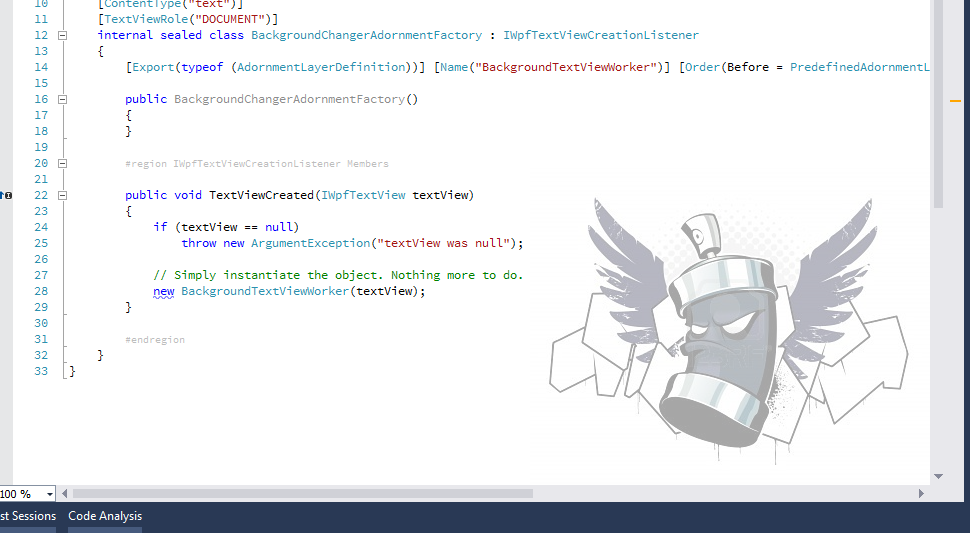 10 [ContentType("text")]
11 [TextViewRole("DOCUMENT")]
12 internal sealed class BackgroundChangerAdornmentFactory : IWpfTextViewCreationListener
13 {
14 [Export(typeof (AdornmentLayerDefinition))] [Name("BackgroundTextViewWorker")] [Order(Before = PredefinedAdornmentL
15
16 public BackgroundChangerAdornmentFactory()
17 {
18 }
19
20 #region IWpfTextViewCreationListener Members
21
22 public void TextViewCreated(IWpfTextView textView)
23 {
24 if (textView == null)
25 throw new ArgumentException("textView was null");
26
27 // Simply instantiate the object. Nothing more to do.
28 new BackgroundTextViewWorker(textView);
29 }
30
31 #endregion
32 }
33 }
100 %
st Sessions Code Analysis